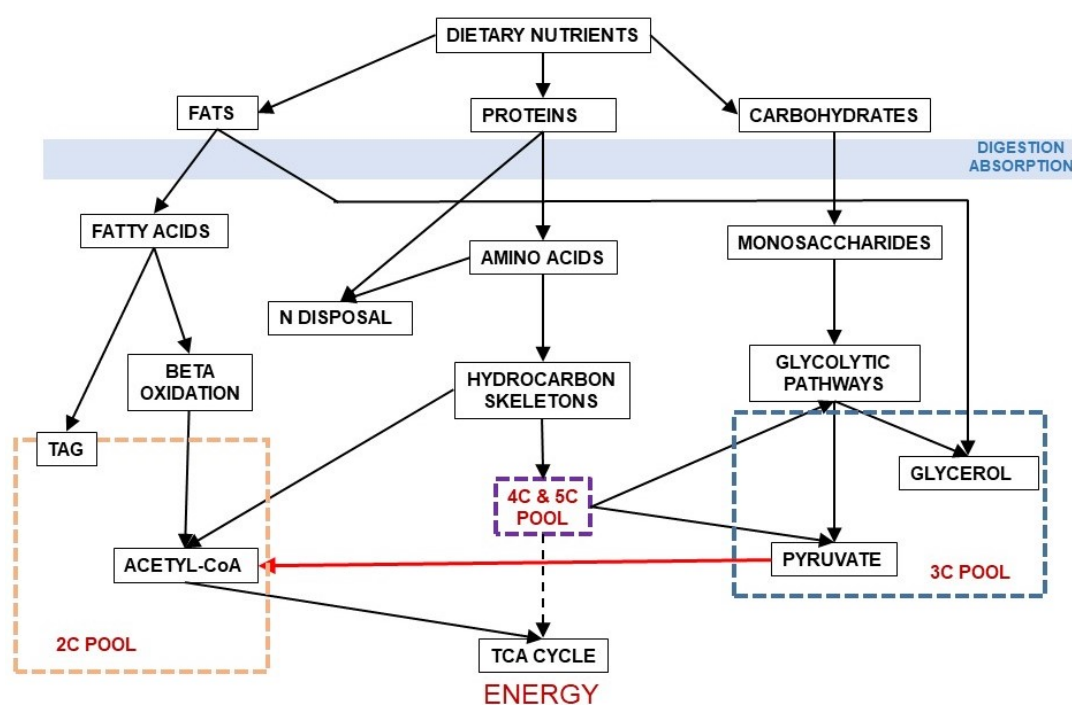 DIETARY NUTRIENTS
FATS
PROTEINS
CARBOHYDRATES
DIGESTION
ABSORPTION
FATTY ACIDS
AMINO ACIDS
MONOSACCHARIDES
N DISPOSAL
BETA
OXIDATION
HYDROCARBON
SKELETONS
GLYCOLYTIC
PATHWAYS
TAG
GLYCEROL
4C & 5C
POOL
ACETYL-CoA
PYRUVATE
3C POOL
2C POOL
TCA CYCLE
ENERGY